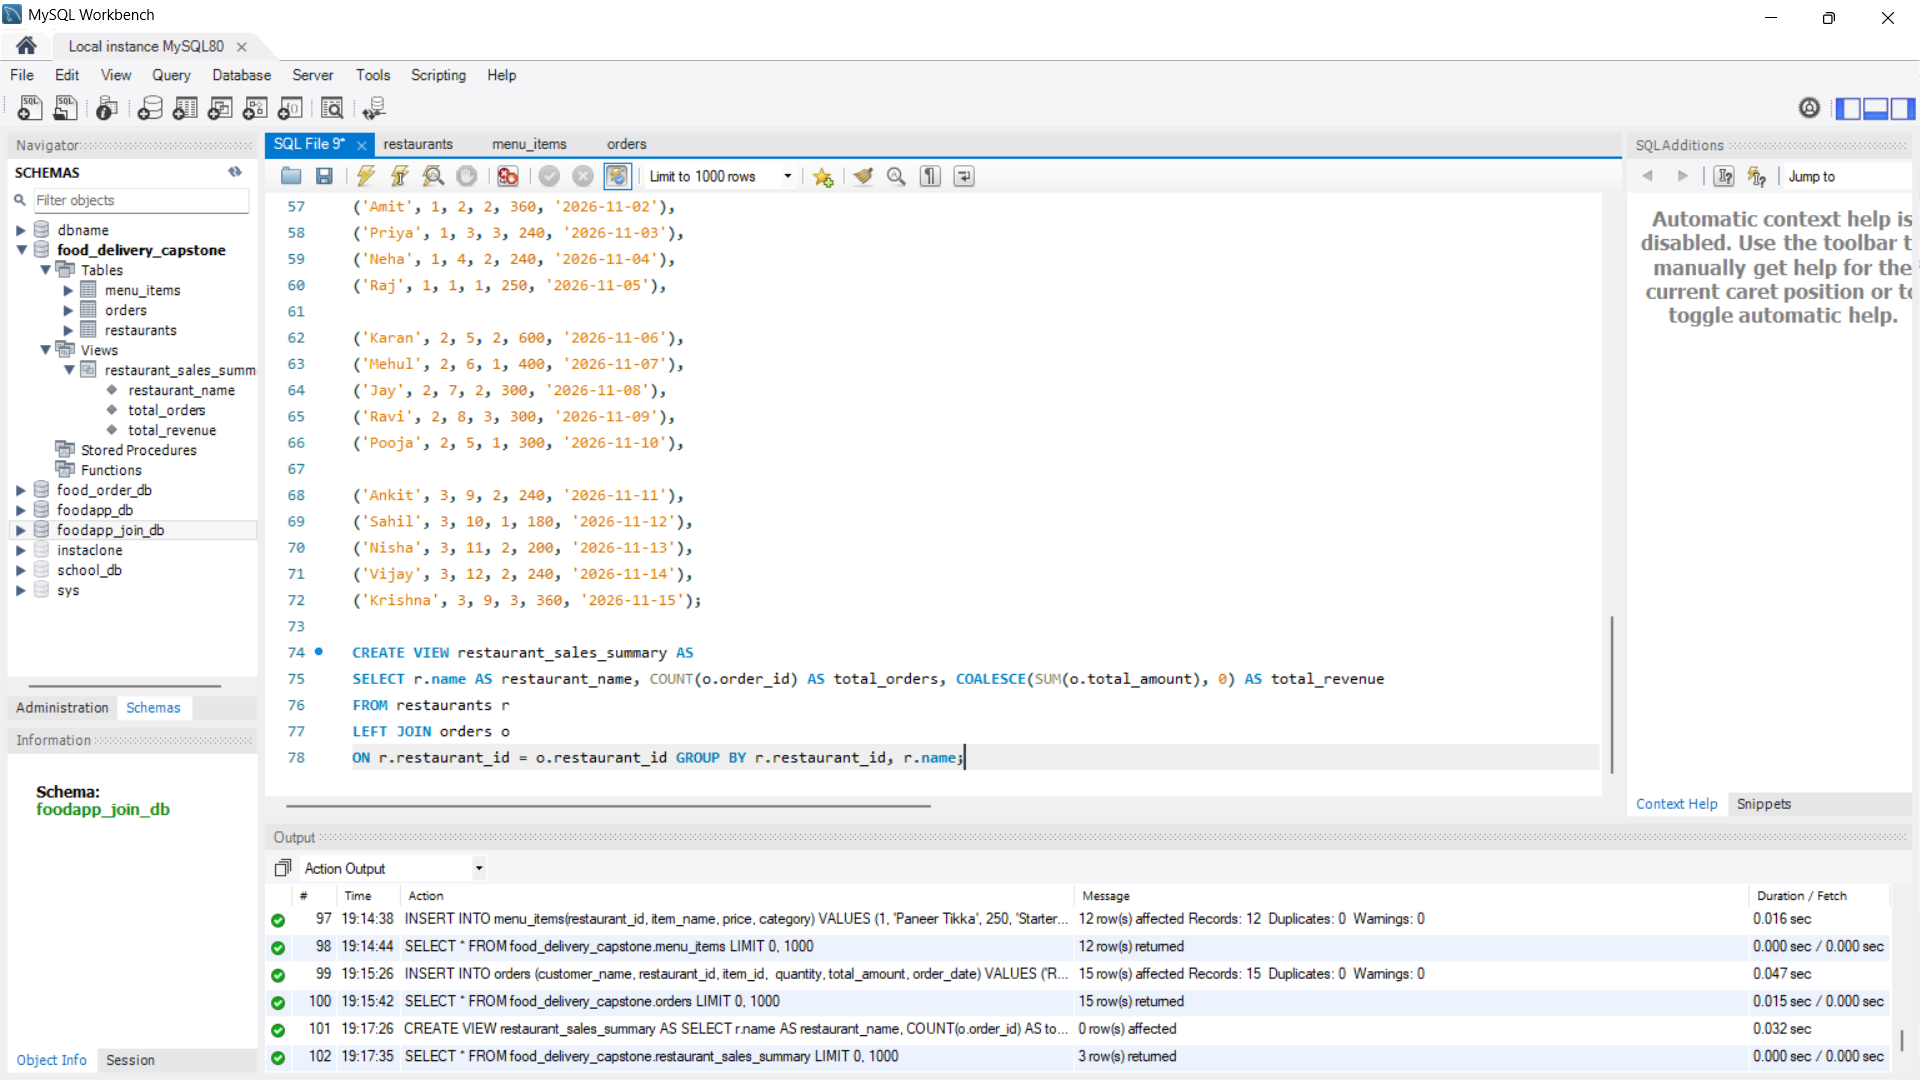 MySQL Workbench
Local instance MySQL80
File Edit View Query Database Server Tools Scripting Help
Navigator
SCHEMAS
Filter objects
dbname
food_delivery_capstone
Tables
menu_items
orders
restaurants
Views
restaurant_sales_summ
restaurant_name
total_orders
total_revenue
Stored Procedures
Functions
food_order_db
foodapp_db
foodapp_join_db
instaclone
school_db
sys
Administration Schemas
Information
Schema:
foodapp_join_db
Object Info Session
SQL File 9* restaurants menu_items orders
Limit to 1000 rows
57 ('Amit', 1, 2, 2, 360, '2026-11-02'),
58 ('Priya', 1, 3, 3, 240, '2026-11-03'),
59 ('Neha', 1, 4, 2, 240, '2026-11-04'),
60 ('Raj', 1, 1, 1, 250, '2026-11-05'),
61
62 ('Karan', 2, 5, 2, 600, '2026-11-06'),
63 ('Mehul', 2, 6, 1, 400, '2026-11-07'),
64 ('Jay', 2, 7, 2, 300, '2026-11-08'),
65 ('Ravi', 2, 8, 3, 300, '2026-11-09'),
66 ('Pooja', 2, 5, 1, 300, '2026-11-10'),
67
68 ('Ankit', 3, 9, 2, 240, '2026-11-11'),
69 ('Sahil', 3, 10, 1, 180, '2026-11-12'),
70 ('Nisha', 3, 11, 2, 200, '2026-11-13'),
71 ('Vijay', 3, 12, 2, 240, '2026-11-14'),
72 ('Krishna', 3, 9, 3, 360, '2026-11-15');
73
74 CREATE VIEW restaurant_sales_summary AS
75 SELECT r.name AS restaurant_name, COUNT(o.order_id) AS total_orders, COALESCE(SUM(o.total_amount), 0) AS total_revenue
76 FROM restaurants r
77 LEFT JOIN orders o
78 ON r.restaurant_id = o.restaurant_id GROUP BY r.restaurant_id, r.name;
SQLAdditions
Jump to
Automatic context help is
disabled. Use the toolbar t
manually get help for the
current caret position or to
toggle automatic help.
Context Help Snippets
Output
Action Output
# Time Action Message Duration / Fetch
97 19:14:38 INSERT INTO menu_items(restaurant_id, item_name, price, category) VALUES (1, 'Paneer Tikka', 250, 'Starter... 12 row(s) affected Records: 12 Duplicates: 0 Warnings: 0 0.016 sec
98 19:14:44 SELECT * FROM food_delivery_capstone.menu_items LIMIT 0, 1000 12 row(s) returned 0.000 sec / 0.000 sec
99 19:15:26 INSERT INTO orders (customer_name, restaurant_id, item_id, quantity, total_amount, order_date) VALUES ('R... 15 row(s) affected Records: 15 Duplicates: 0 Warnings: 0 0.047 sec
100 19:15:42 SELECT * FROM food_delivery_capstone.orders LIMIT 0, 1000 15 row(s) returned 0.015 sec / 0.000 sec
101 19:17:26 CREATE VIEW restaurant_sales_summary AS SELECT r.name AS restaurant_name, COUNT(o.order_id) AS to... 0 row(s) affected 0.032 sec
102 19:17:35 SELECT * FROM food_delivery_capstone.restaurant_sales_summary LIMIT 0, 1000 3 row(s) returned 0.000 sec / 0.000 sec